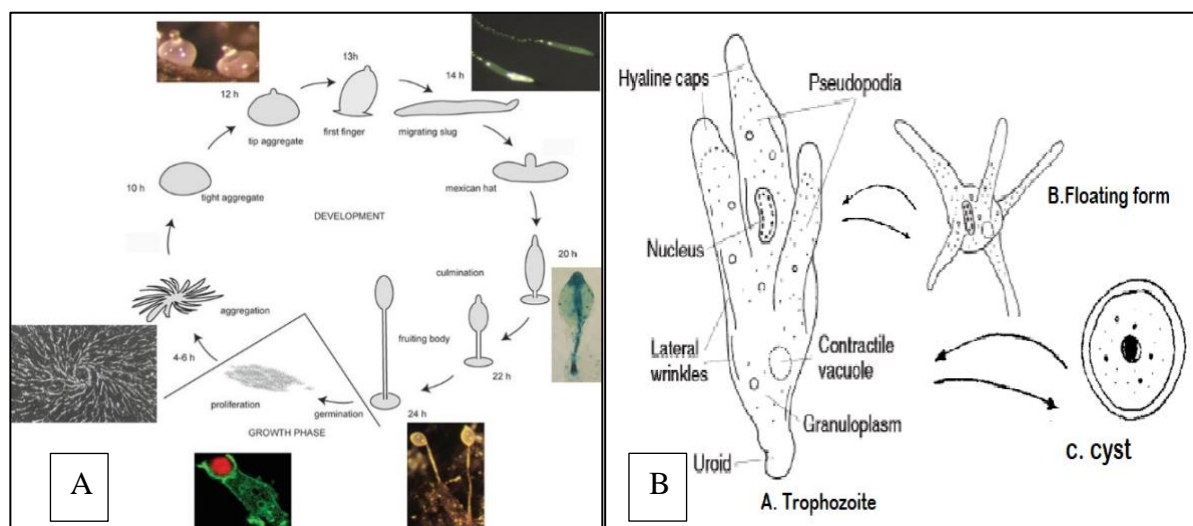 13h
12 h
14 h
tip aggregate
first finger
migrating slug
10 h
tight aggregate
mexican hat
DEVELOPMENT
20 h
culmination
aggregation
fruiting body
4-6 h
22 h
proliferation
germination
24 h
GROWTH PHASE
A
Hyaline caps
Pseudopodia
B.Floating form
Nucleus
Lateral
wrinkles
Contractile
vacuole
Granuloplasm
c. cyst
Uroid
A. Trophozoite
B